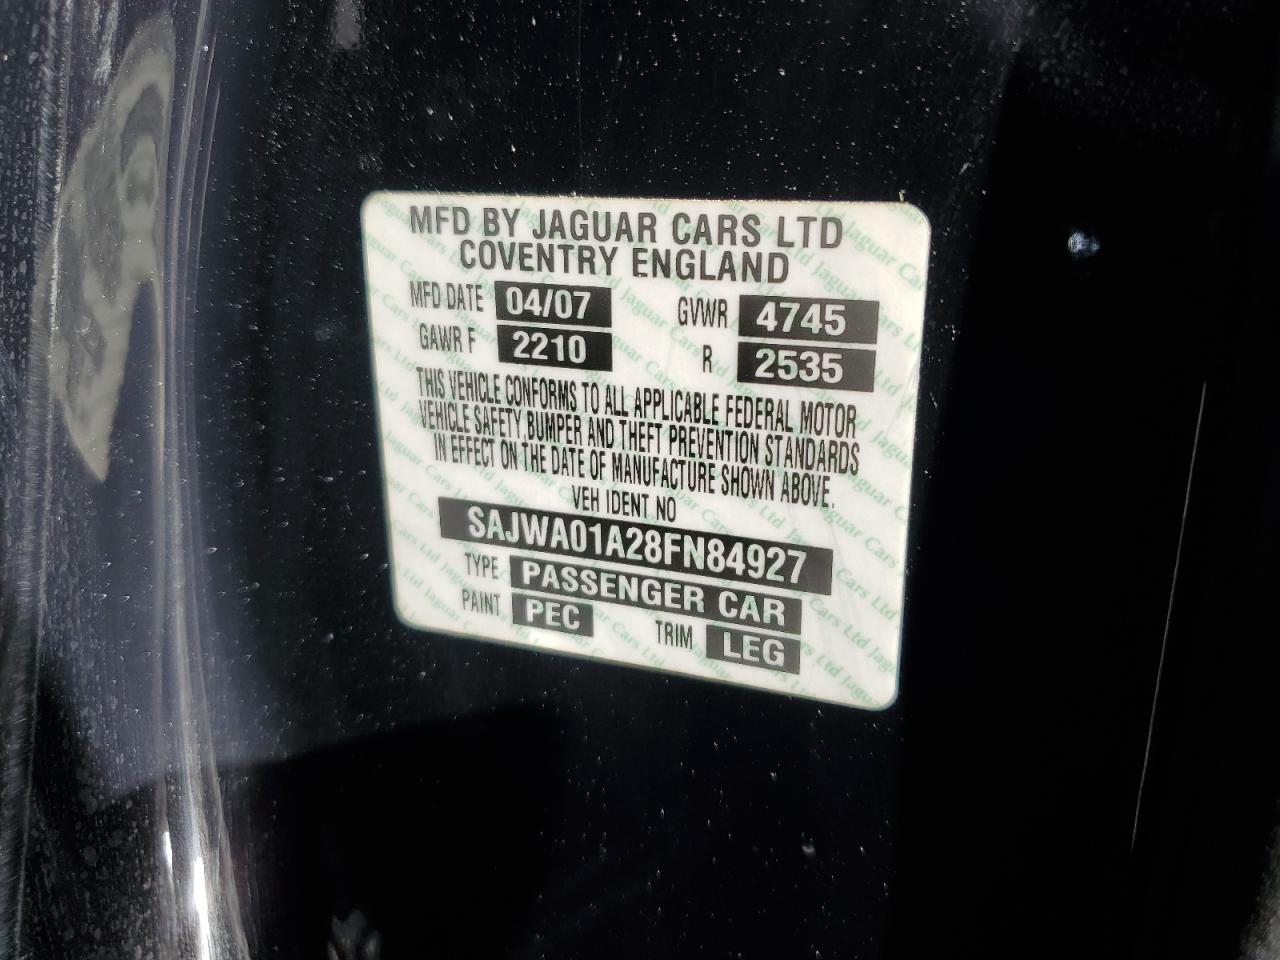 MFD BY JAGUAR CARS LTD
COVENTRY ENGLAND
MFD DATE 04/07 GVWR 4745
GAWR F 2210 R 2535
THIS VEHICLE CONFORMS TO ALL APPLICABLE FEDERAL MOTOR
VEHICLE SAFETY, BUMPER AND THEFT PREVENTION STANDARDS
IN EFFECT ON THE DATE OF MANUFACTURE SHOWN ABOVE.
VEH IDENT NO
SAJWA01A28FN84927
TYPE PASSENGER CAR
PAINT PEC TRIM LEG